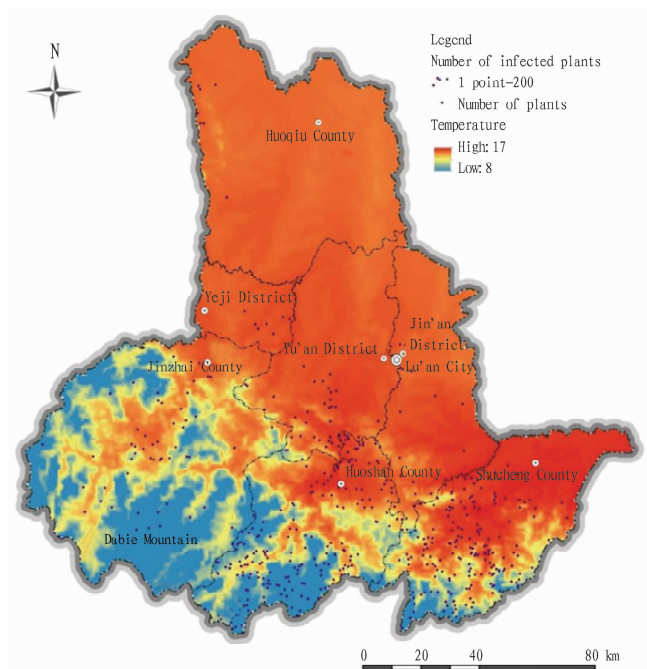 N
Legend
Number of infected plants
1 point-200
Number of plants
Temperature
High: 17
Low: 8
Huoqiu County
Yeji District
Jin'an
District
Yu'an District
Lu'an City
Jinzhai County
Huoshan County
Shucheng County
Dabie Mountain
0 20 40 80 km